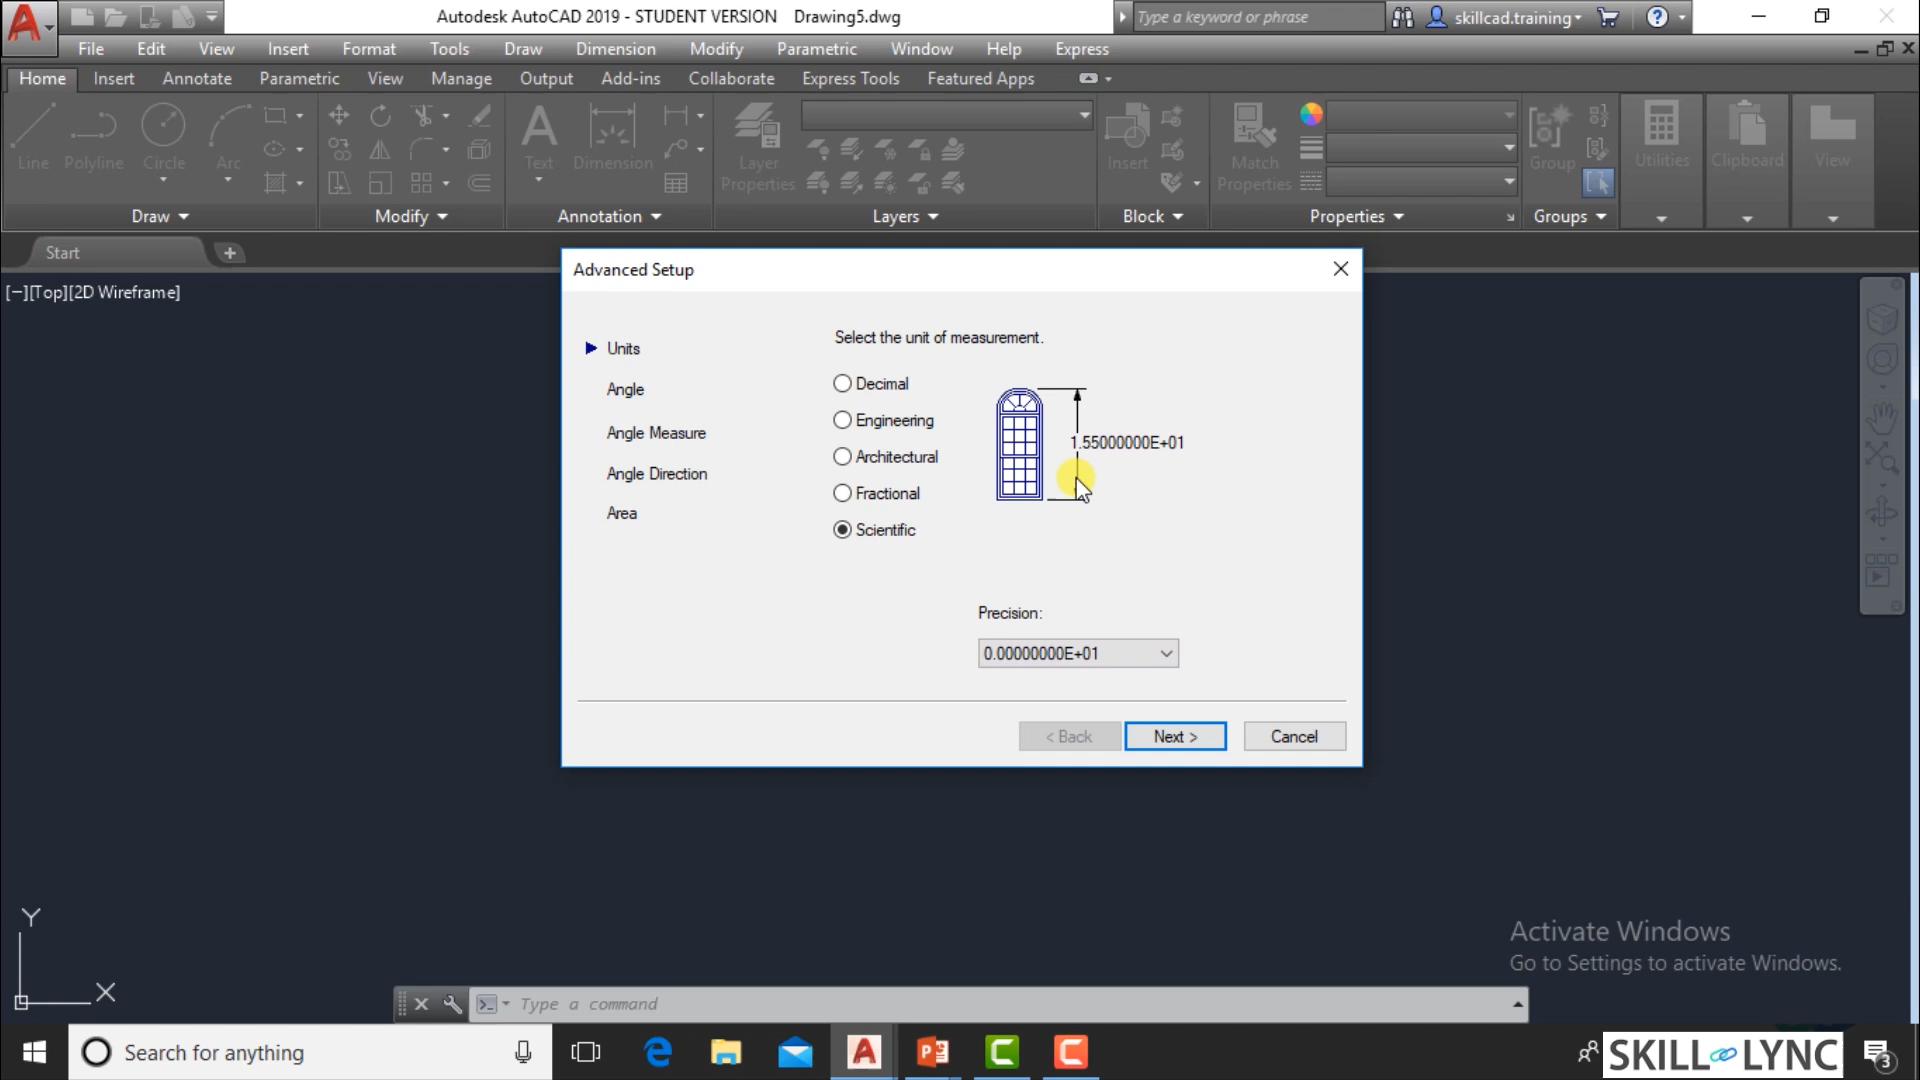 Autodesk AutoCAD 2019 - STUDENT VERSION Drawing5.dwg
Type a keyword or phrase
skillcad.training
File Edit View Insert Format Tools Draw Dimension Modify Parametric Window Help Express
Home Insert Annotate Parametric View Manage Output Add-ins Collaborate Express Tools Featured Apps
Line Polyline Circle Arc
Text Dimension
Layer Properties
Insert
Match Properties
Group
Utilities
Clipboard
View
Draw Modify Annotation Layers Block Properties Groups
Start
[−][Top][2D Wireframe]
Advanced Setup
Units
Angle
Angle Measure
Angle Direction
Area
Select the unit of measurement.
Decimal
Engineering
Architectural
Fractional
Scientific
1.55000000E+01
Precision:
0.00000000E+01
< Back Next > Cancel
Y
X
Activate Windows
Go to Settings to activate Windows.
Type a command
Search for anything
SKILL LYNC
3